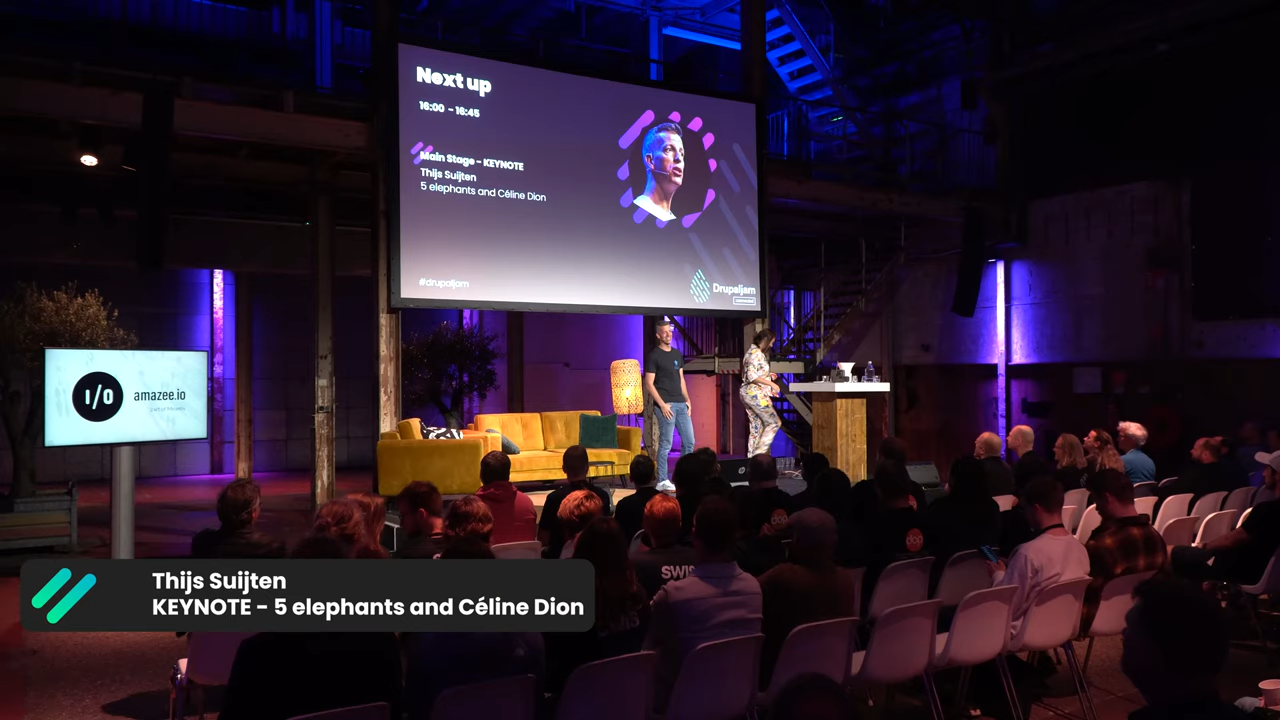 Next up
16:00 - 16:45
Main Stage - KEYNOTE
Thijs Suijten
5 elephants and Céline Dion
#drupaljam
Drupaljam
I/O
amazee.io
Thijs Suijten
KEYNOTE - 5 elephants and Céline Dion